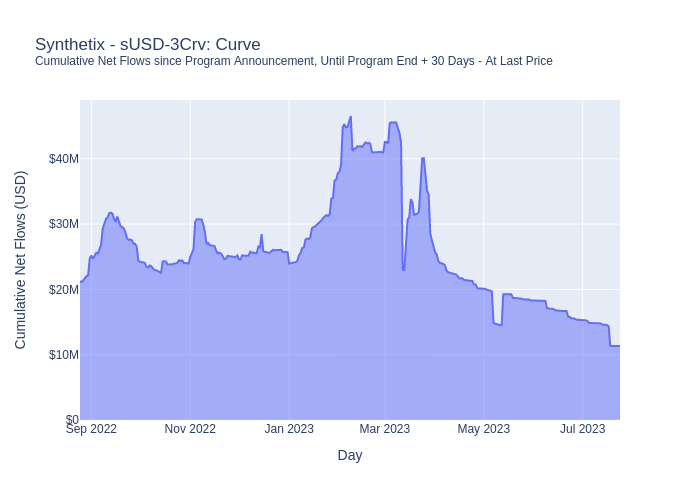 Synthetix - sUSD-3Crv: Curve
Cumulative Net Flows since Program Announcement, Until Program End + 30 Days - At Last Price
Cumulative Net Flows (USD)
$40M
$30M
$20M
$10M
$0
Sep 2022
Nov 2022
Jan 2023
Mar 2023
May 2023
Jul 2023
Day